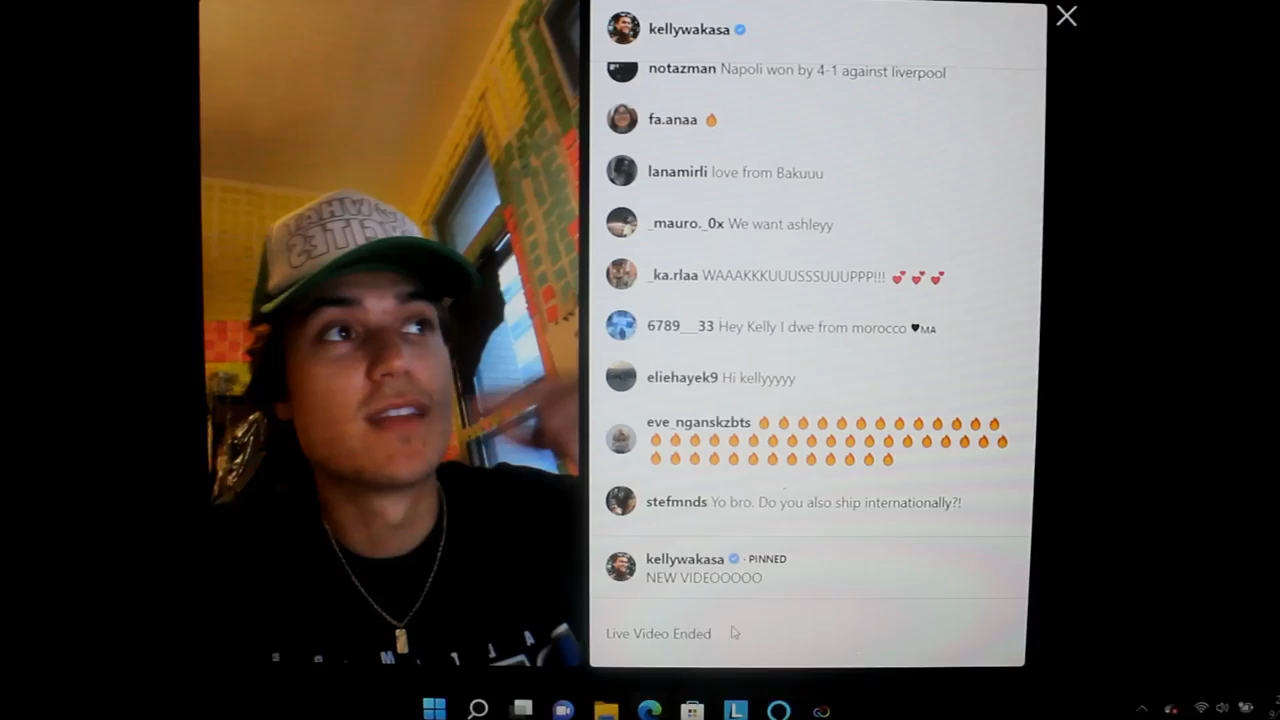 kellywakasa
notazman Napoli won by 4-1 against liverpool
fa.anaa 🔥
lanamirli love from Bakuuu
_mauro._0x We want ashleyy
_ka.rlaa WAAAKKKUUUSSSUUUPPP!!! 💕 💕 💕
6789__33 Hey Kelly I dwe from morocco ♥MA
eliehayek9 Hi kellyyyyy
eve_nganskzbts 🔥🔥🔥🔥🔥🔥🔥🔥🔥🔥🔥🔥🔥
🔥🔥🔥🔥🔥🔥🔥🔥🔥🔥🔥🔥🔥🔥🔥🔥🔥🔥🔥
🔥🔥🔥🔥🔥🔥🔥🔥🔥🔥🔥🔥🔥
stefmnds Yo bro. Do you also ship internationally?!
kellywakasa · PINNED
NEW VIDEOOOOO
Live Video Ended